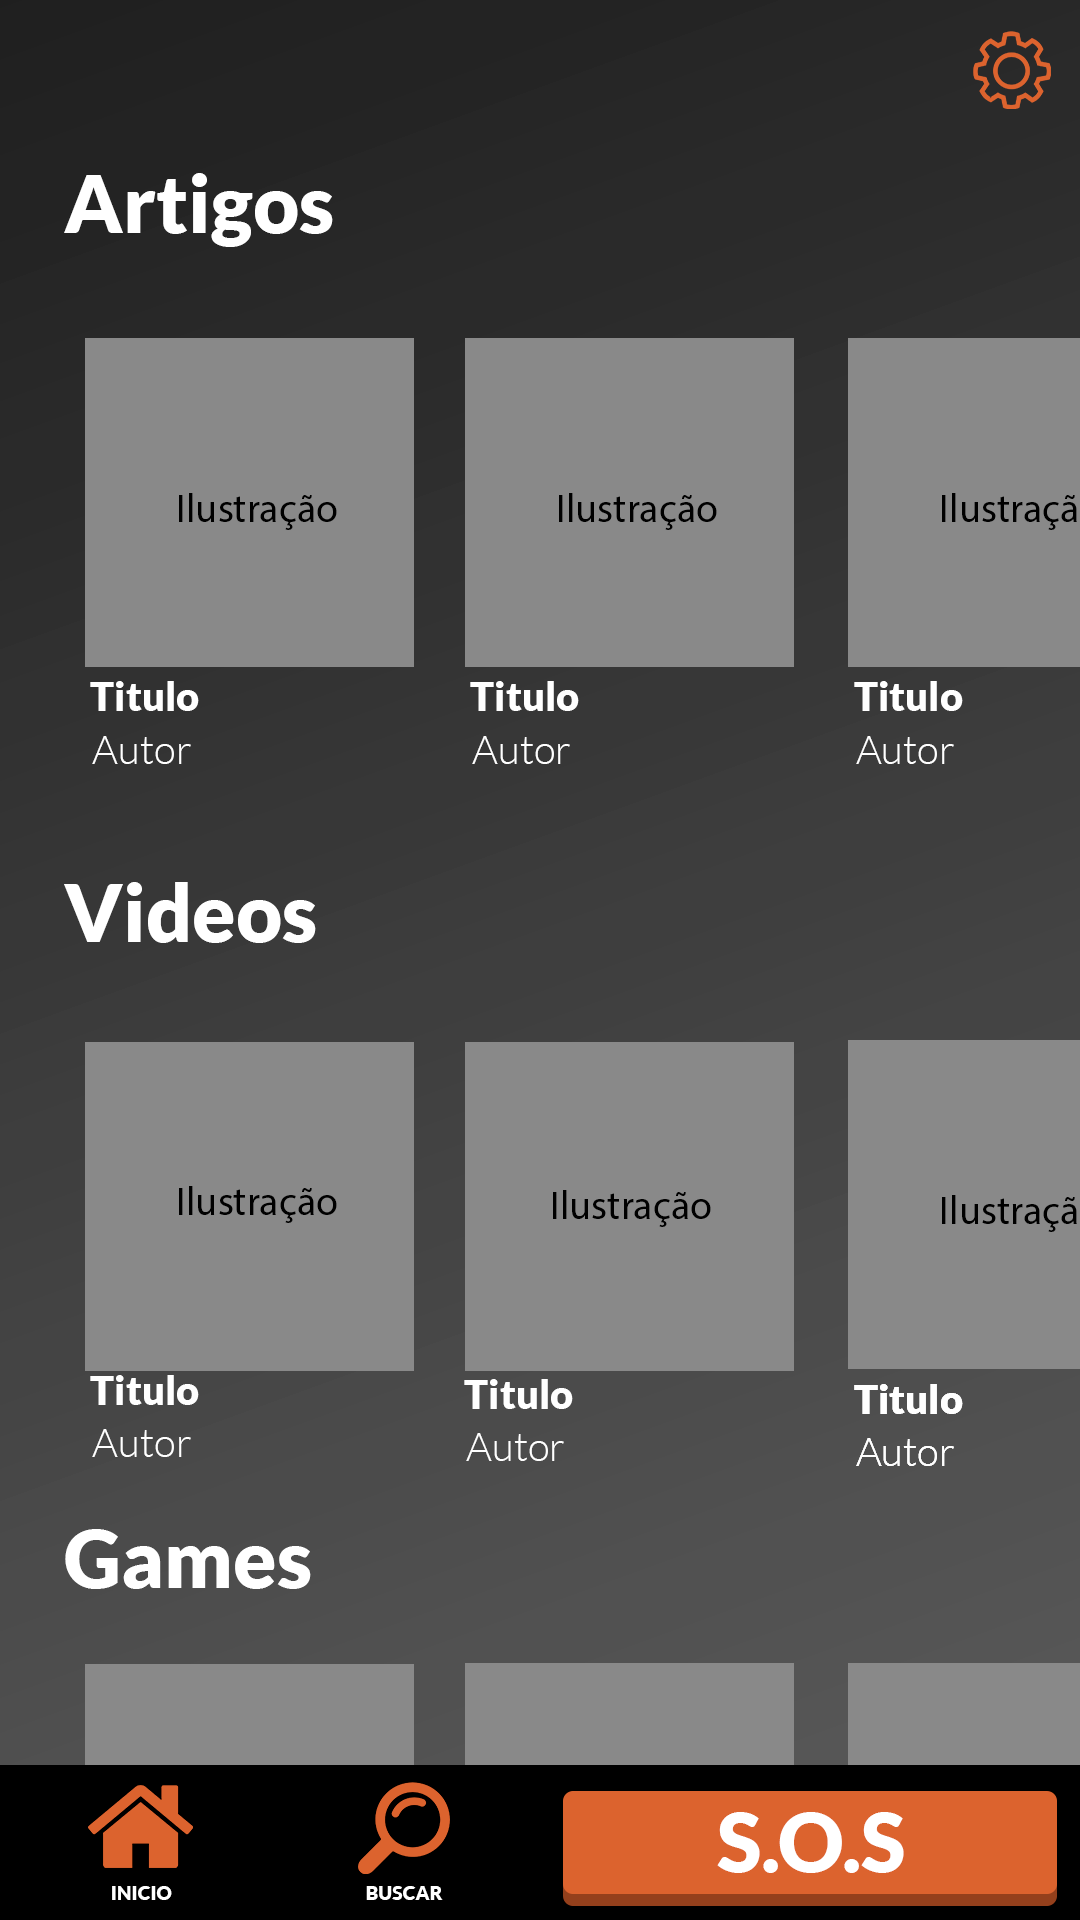 Artigos
Ilustração Ilustração Ilustraçã
Titulo Titulo Titulo
Autor Autor Autor
Videos
Ilustração Ilustração Ilustraçã
Titulo Titulo Titulo
Autor Autor Autor
Games
S.O.S
INICIO BUSCAR